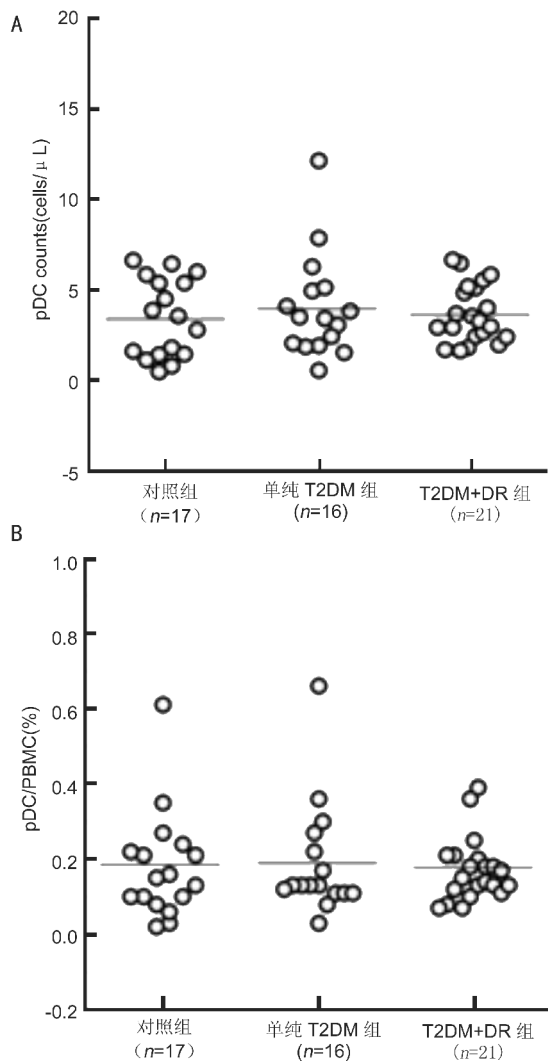 A
20
15
10
5
0
-5
pDC counts(cells/μL)
对照组 单纯 T2DM 组 T2DM+DR 组
（n=17） (n=16) (n=21)
B
1.0
0.8
0.6
0.4
0.2
0.0
-0.2
pDC/PBMC(%)
对照组 单纯 T2DM 组 T2DM+DR 组
(n=17) (n=16) (n=21)